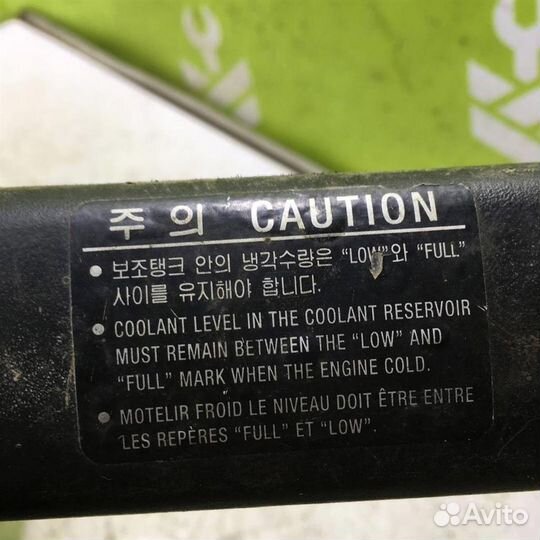 주의 CAUTION
• 보조탱크 안의 냉각수량은 “LOW”와 “FULL”
사이를 유지해야 합니다.
• COOLANT LEVEL IN THE COOLANT RESERVOIR
MUST REMAIN BETWEEN THE “LOW” AND
“FULL” MARK WHEN THE ENGINE COLD.
• MOTELIR FROID LE NIVEAU DOIT ÊTRE ENTRE
LES REPÈRES “FULL” ET “LOW”.
Avito